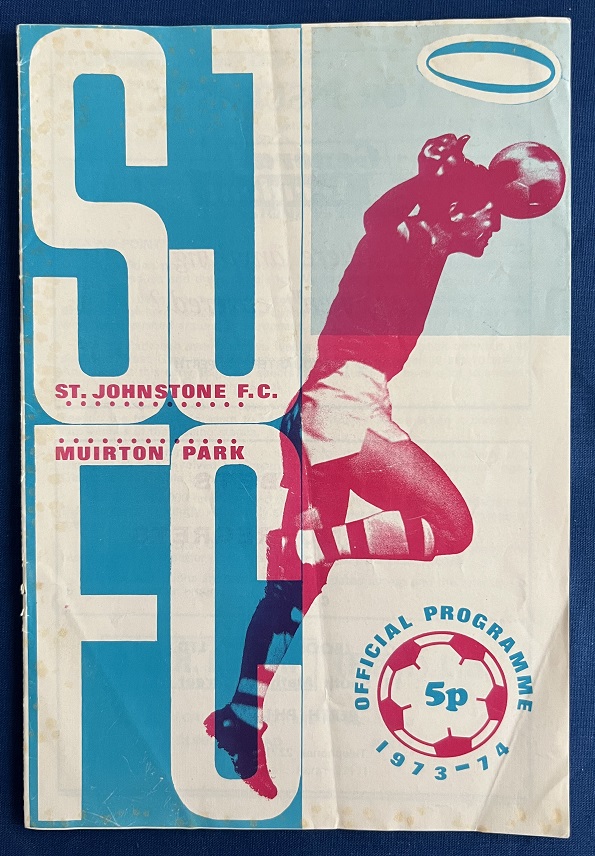 SJ
FC
ST. JOHNSTONE F.C.
MUIRTON PARK
OFFICIAL PROGRAMME
5p
1973-74